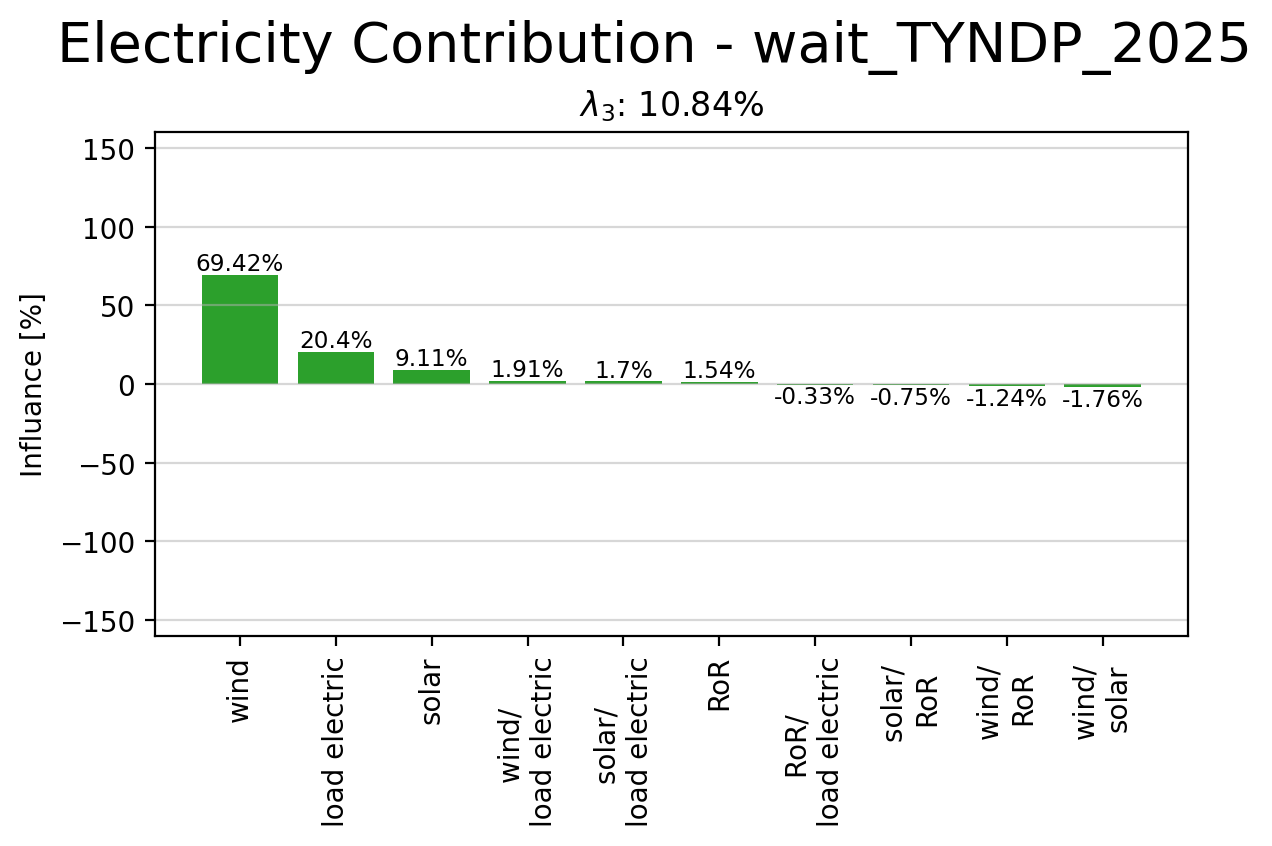 Electricity Contribution - wait_TYNDP_2025
λ₃: 10.84%
Influance [%]
150
100
50
0
−50
−100
−150
69.42%
20.4%
9.11%
1.91%
1.7%
1.54%
-0.33%
-0.75%
-1.24%
-1.76%
wind
load electric
solar
wind/
load electric
solar/
load electric
RoR
RoR/
load electric
solar/
RoR
wind/
RoR
wind/
solar